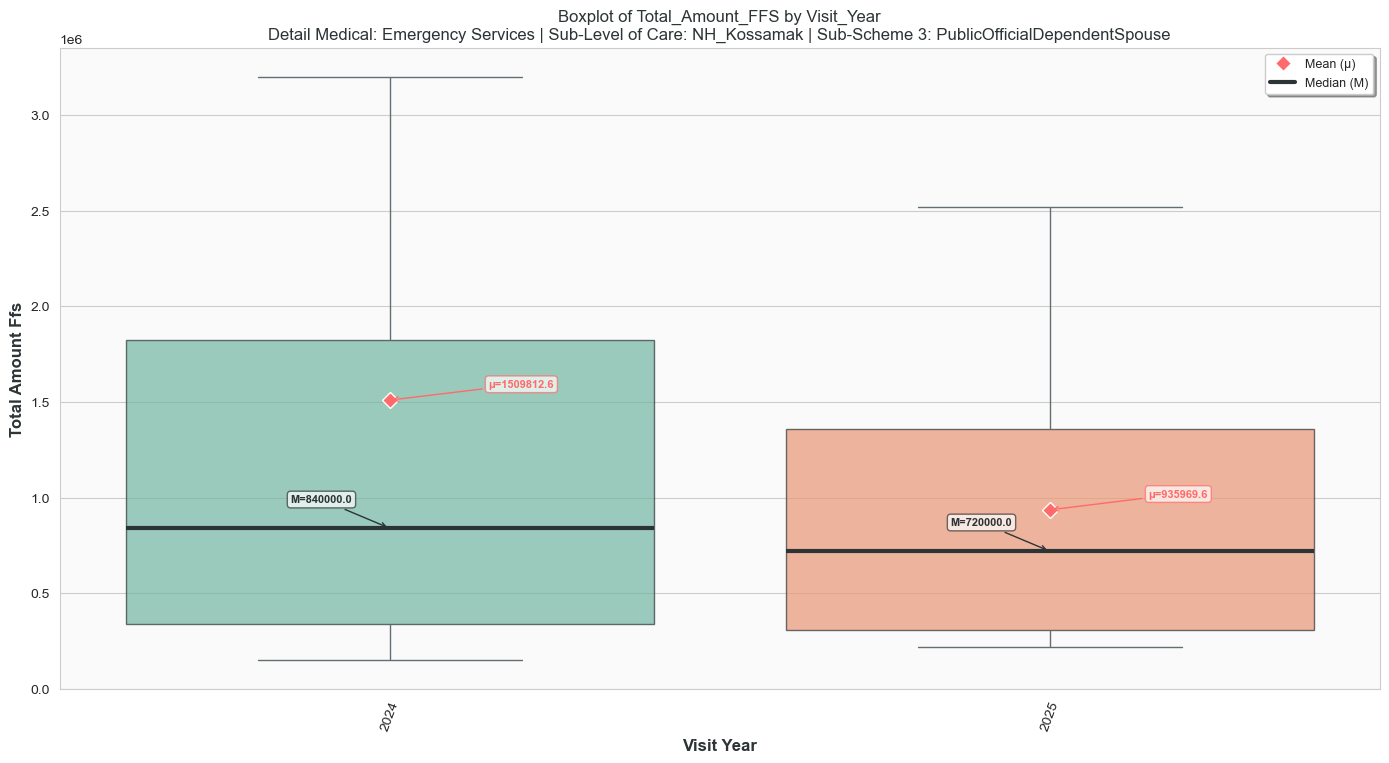 Boxplot of Total_Amount_FFS by Visit_Year
Detail Medical: Emergency Services | Sub-Level of Care: NH_Kossamak | Sub-Scheme 3: PublicOfficialDependentSpouse
1e6
Mean (μ)
Median (M)
3.0
2.5
2.0
1.5
1.0
0.5
0.0
Total Amount Ffs
μ=1509812.6
M=840000.0
μ=935969.6
M=720000.0
2024
2025
Visit Year